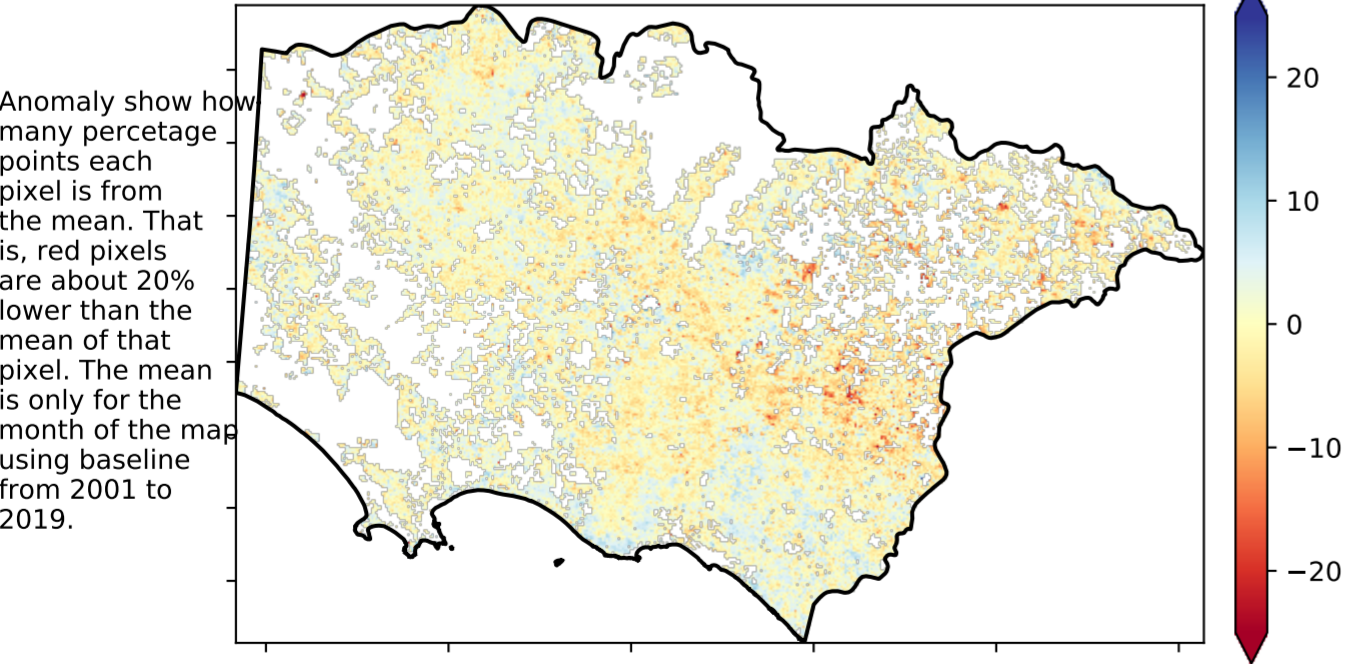 Anomaly show how
many percetage
points each
pixel is from
the mean. That
is, red pixels
are about 20%
lower than the
mean of that
pixel. The mean
is only for the
month of the map
using baseline
from 2001 to
2019.
20
10
0
−10
−20